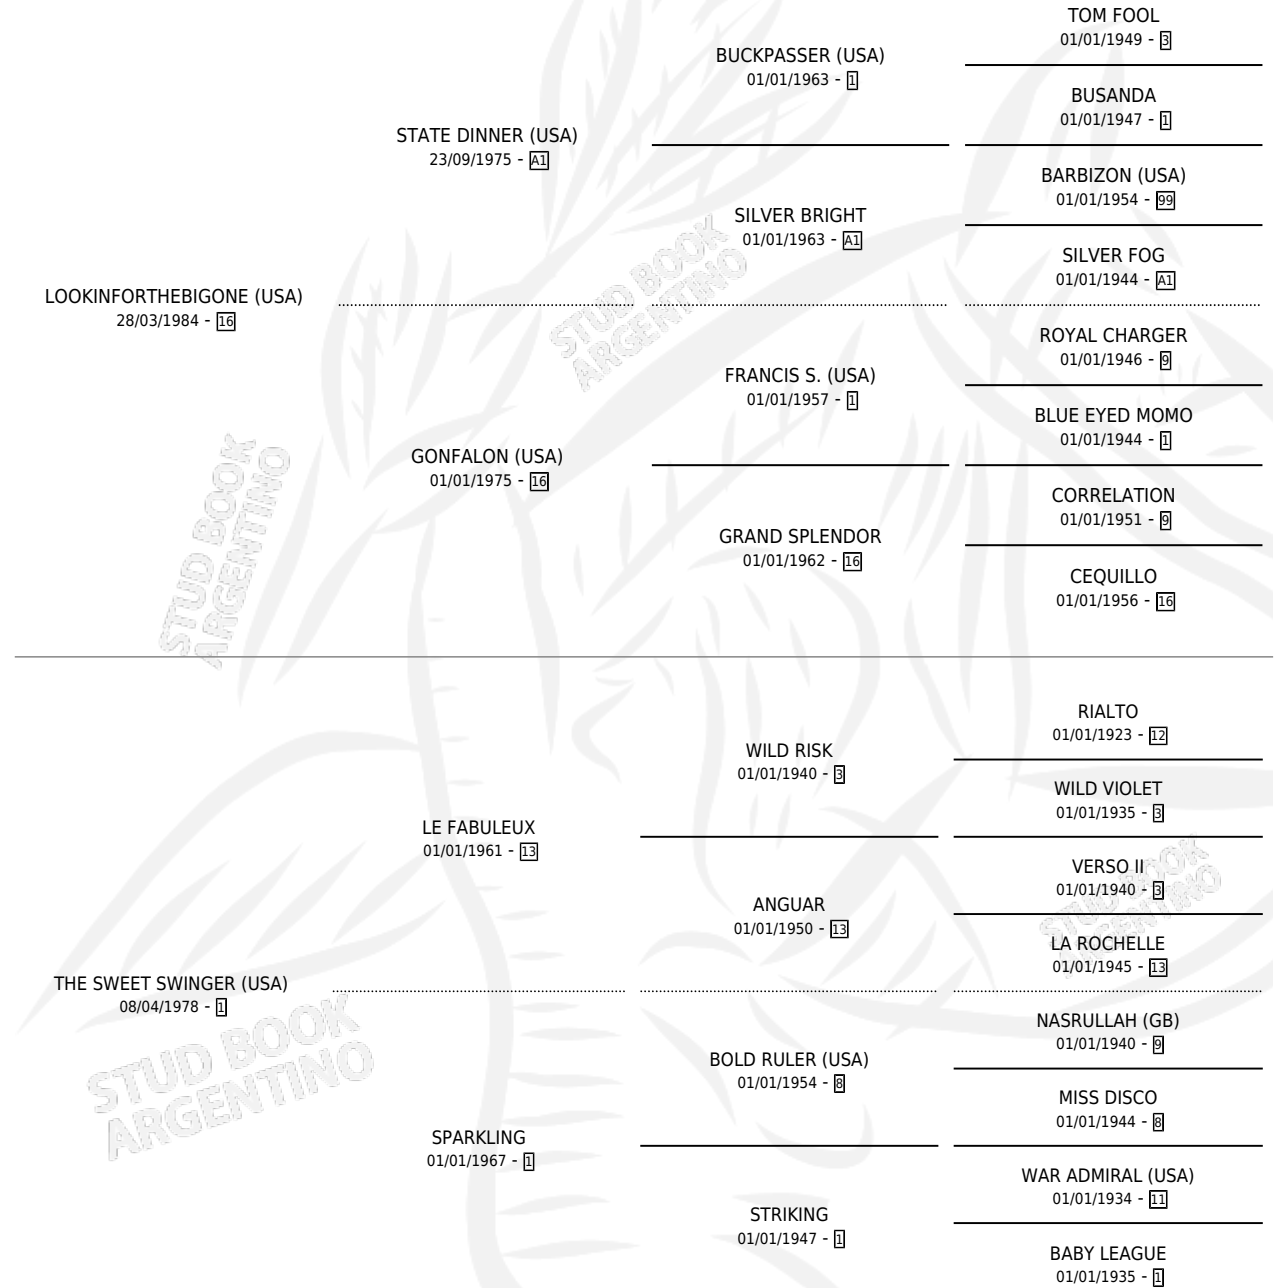 TOM FOOL
01/01/1949 - 3
BUCKPASSER (USA)
01/01/1963 - 1
BUSANDA
01/01/1947 - 1
STATE DINNER (USA)
23/09/1975 - A1
BARBIZON (USA)
01/01/1954 - 99
SILVER BRIGHT
01/01/1963 - A1
SILVER FOG
01/01/1944 - A1
LOOKINFORTHEBIGONE (USA)
28/03/1984 - 16
ROYAL CHARGER
01/01/1946 - 9
FRANCIS S. (USA)
01/01/1957 - 1
BLUE EYED MOMO
01/01/1944 - 1
GONFALON (USA)
01/01/1975 - 16
CORRELATION
01/01/1951 - 9
GRAND SPLENDOR
01/01/1962 - 16
CEQUILLO
01/01/1956 - 16
RIALTO
01/01/1923 - 12
WILD RISK
01/01/1940 - 3
WILD VIOLET
01/01/1935 - 3
LE FABULEUX
01/01/1961 - 13
VERSO II
01/01/1940 - 3
ANGUAR
01/01/1950 - 13
LA ROCHELLE
01/01/1945 - 13
THE SWEET SWINGER (USA)
08/04/1978 - 1
NASRULLAH (GB)
01/01/1940 - 9
BOLD RULER (USA)
01/01/1954 - 8
MISS DISCO
01/01/1944 - 8
SPARKLING
01/01/1967 - 1
WAR ADMIRAL (USA)
01/01/1934 - 11
STRIKING
01/01/1947 - 1
BABY LEAGUE
01/01/1935 - 1
STUD BOOK
ARGENTINO
STUD BOOK
ARGENTINO
STUD BOOK
ARGENTINO
STUD BOOK
ARGENTINO